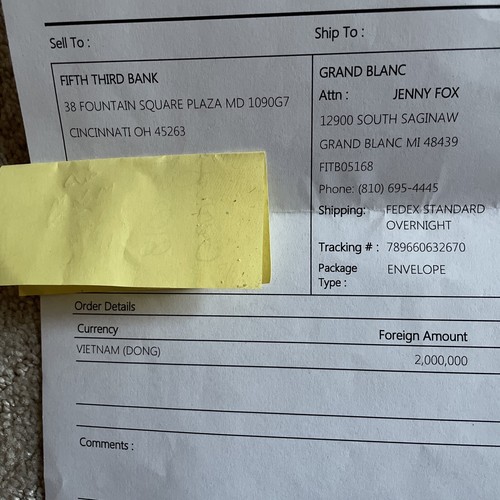 Sell To :
Ship To :
FIFTH THIRD BANK
38 FOUNTAIN SQUARE PLAZA MD 1090G7
CINCINNATI OH 45263
GRAND BLANC
Attn : JENNY FOX
12900 SOUTH SAGINAW
GRAND BLANC MI 48439
FITB05168
Phone: (810) 695-4445
Shipping: FEDEX STANDARD
OVERNIGHT
Tracking # : 789660632670
Package ENVELOPE
Type :
Order Details
Currency Foreign Amount
VIETNAM (DONG) 2,000,000
Comments :